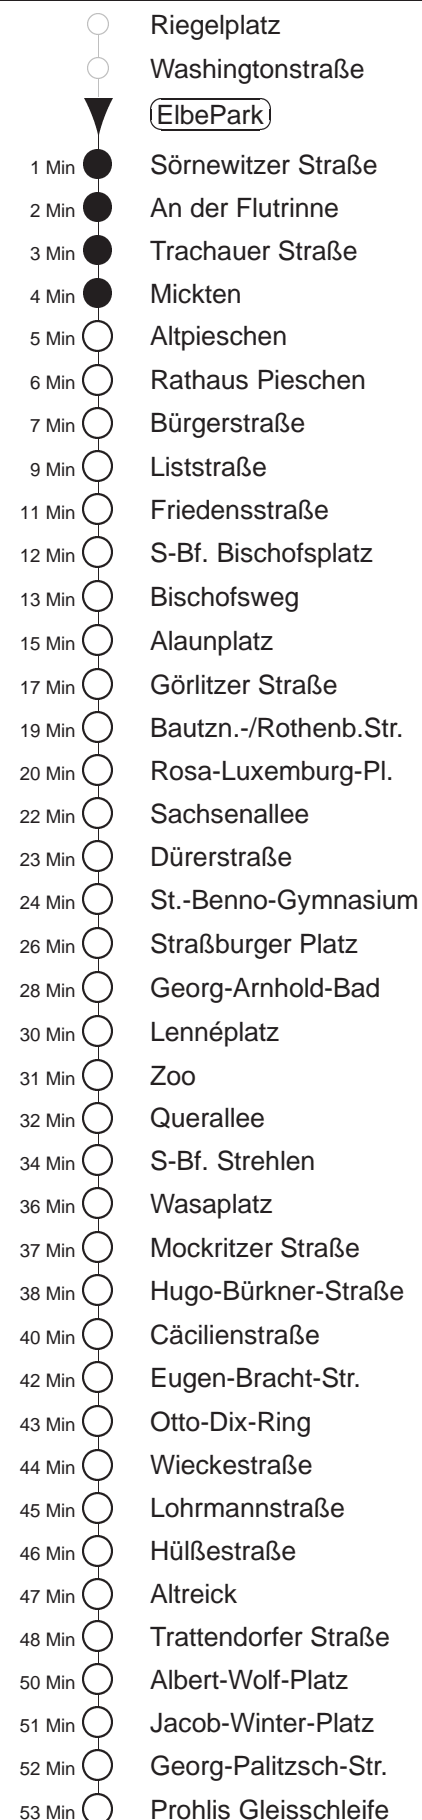 Riegelplatz
Washingtonstraße
ElbePark
1 Min Sörnewitzer Straße
2 Min An der Flutrinne
3 Min Trachauer Straße
4 Min Mickten
5 Min Altpieschen
6 Min Rathaus Pieschen
7 Min Bürgerstraße
9 Min Liststraße
11 Min Friedensstraße
12 Min S-Bf. Bischofsplatz
13 Min Bischofsweg
15 Min Alaunplatz
17 Min Görlitzer Straße
19 Min Bautzn.-/Rothenb.Str.
20 Min Rosa-Luxemburg-Pl.
22 Min Sachsenallee
23 Min Dürerstraße
24 Min St.-Benno-Gymnasium
26 Min Straßburger Platz
28 Min Georg-Arnhold-Bad
30 Min Lennéplatz
31 Min Zoo
32 Min Querallee
34 Min S-Bf. Strehlen
36 Min Wasaplatz
37 Min Mockritzer Straße
38 Min Hugo-Bürkner-Straße
40 Min Cäcilienstraße
42 Min Eugen-Bracht-Str.
43 Min Otto-Dix-Ring
44 Min Wieckestraße
45 Min Lohrmannstraße
46 Min Hülßestraße
47 Min Altreick
48 Min Trattendorfer Straße
50 Min Albert-Wolf-Platz
51 Min Jacob-Winter-Platz
52 Min Georg-Palitzsch-Str.
53 Min Prohlis Gleisschleife